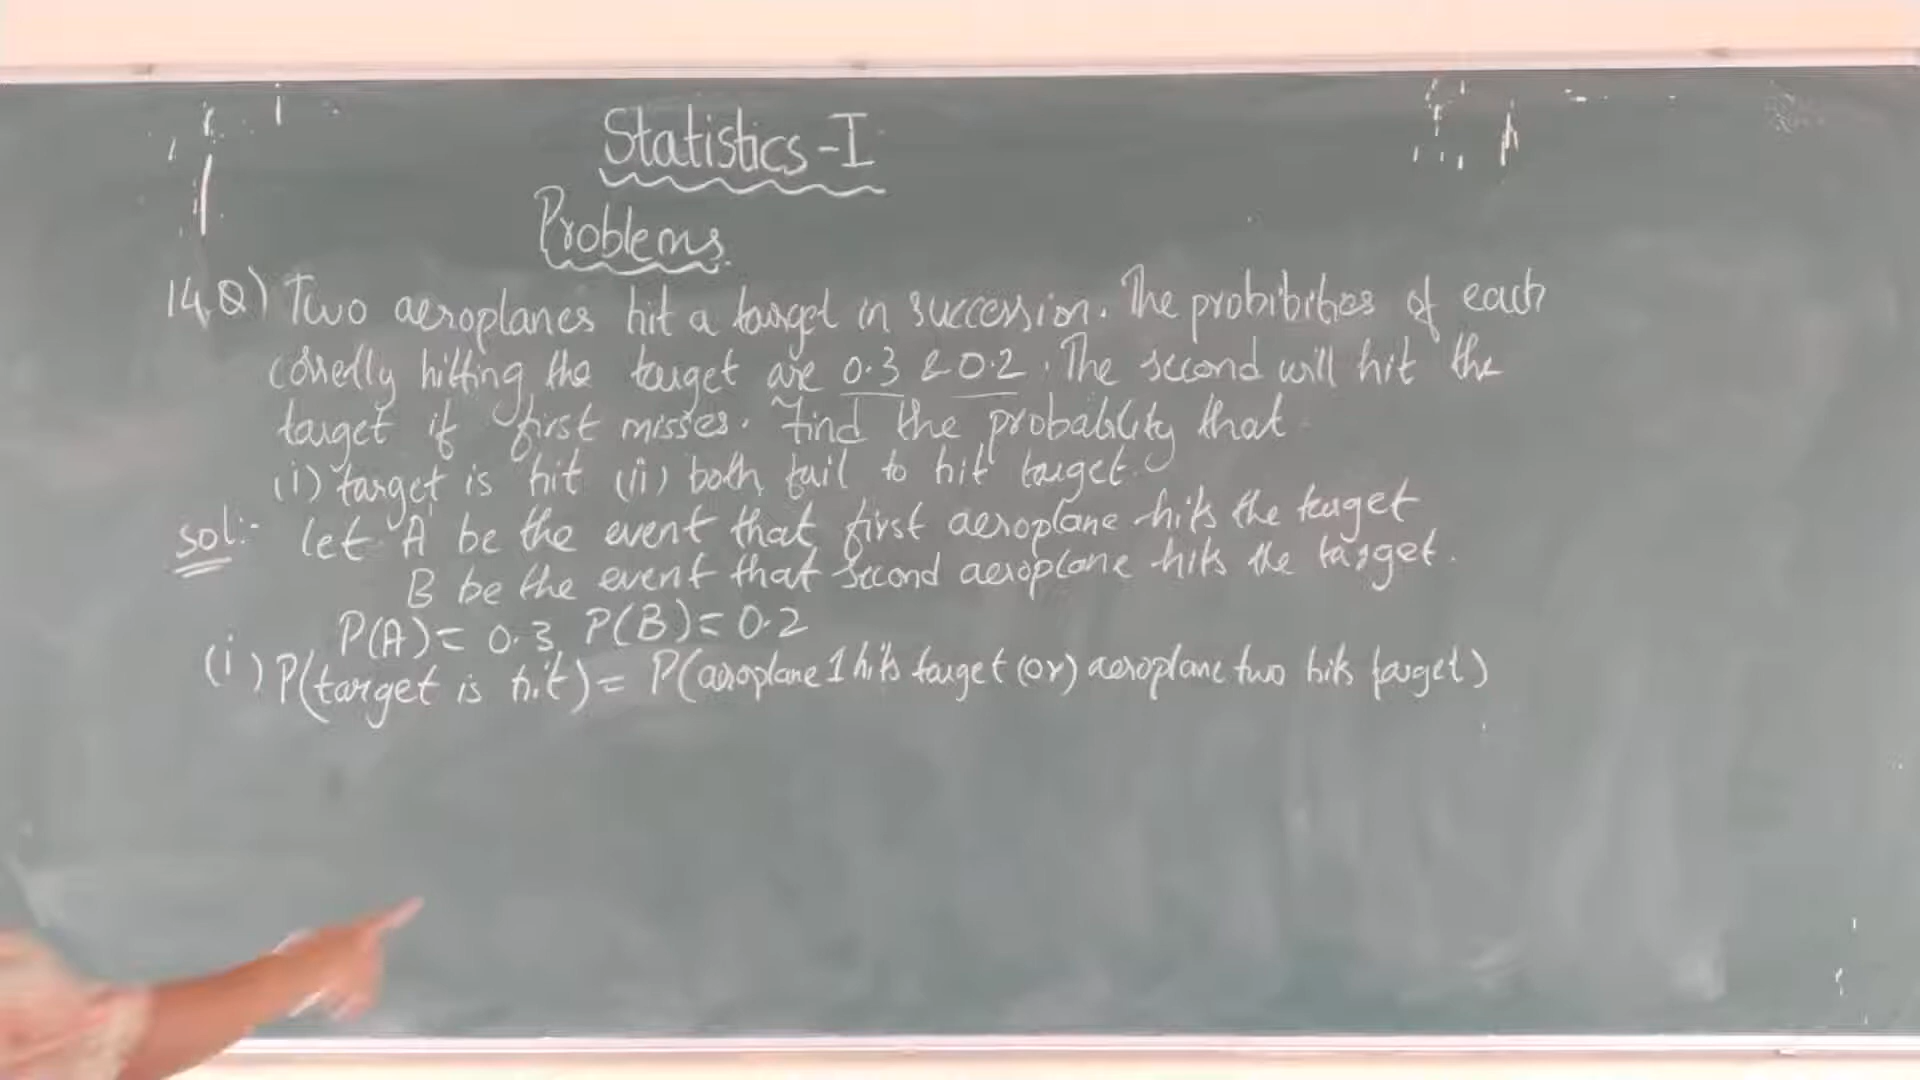 Statistics-I
Problems.
14.Q) Two aeroplanes hit a target in succession. The probibities of each
correctly hitting the target are 0.3 & 0.2. The second will hit the
target if first misses. Find the probability that
(i) target is hit (ii) both fail to hit target.
sol:- let A be the event that first aeroplane hits the target
B be the event that second aeroplane hits the target.
P(A) = 0.3, P(B) = 0.2
(i) P(target is hit) = P(aeroplane 1 hits target (or) aeroplane two hits target)